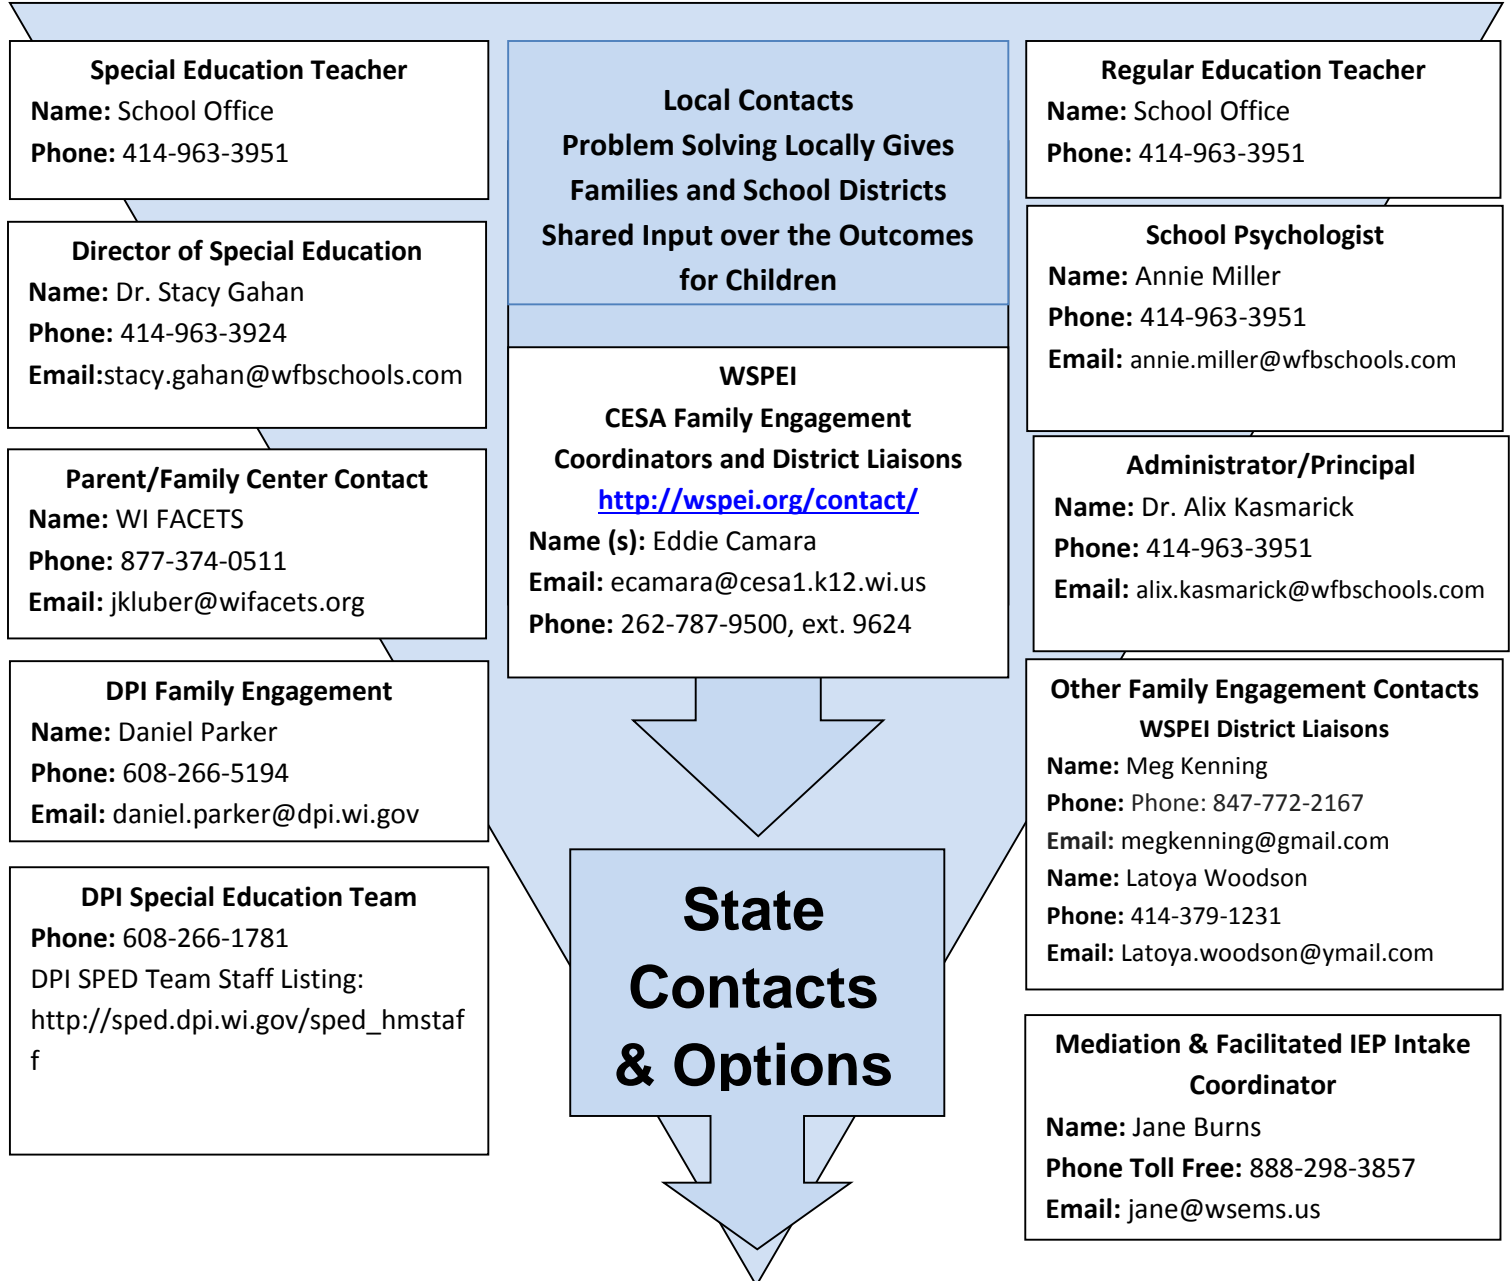 Special Education Teacher
Name: School Office
Phone: 414-963-3951
Director of Special Education
Name: Dr. Stacy Gahan
Phone: 414-963-3924
Email:stacy.gahan@wfbschools.com
Parent/Family Center Contact
Name: WI FACETS
Phone: 877-374-0511
Email: jkluber@wifacets.org
DPI Family Engagement
Name: Daniel Parker
Phone: 608-266-5194
Email: daniel.parker@dpi.wi.gov
DPI Special Education Team
Phone: 608-266-1781
DPI SPED Team Staff Listing:
http://sped.dpi.wi.gov/sped_hmstaf
f
Local Contacts
Problem Solving Locally Gives
Families and School Districts
Shared Input over the Outcomes
for Children
WSPEI
CESA Family Engagement
Coordinators and District Liaisons
http://wspei.org/contact/
Name (s): Eddie Camara
Email: ecamara@cesa1.k12.wi.us
Phone: 262-787-9500, ext. 9624
State
Contacts
& Options
Regular Education Teacher
Name: School Office
Phone: 414-963-3951
School Psychologist
Name: Annie Miller
Phone: 414-963-3951
Email: annie.miller@wfbschools.com
Administrator/Principal
Name: Dr. Alix Kasmarick
Phone: 414-963-3951
Email: alix.kasmarick@wfbschools.com
Other Family Engagement Contacts
WSPEI District Liaisons
Name: Meg Kenning
Phone: Phone: 847-772-2167
Email: megkenning@gmail.com
Name: Latoya Woodson
Phone: 414-379-1231
Email: Latoya.woodson@ymail.com
Mediation & Facilitated IEP Intake
Coordinator
Name: Jane Burns
Phone Toll Free: 888-298-3857
Email: jane@wsems.us